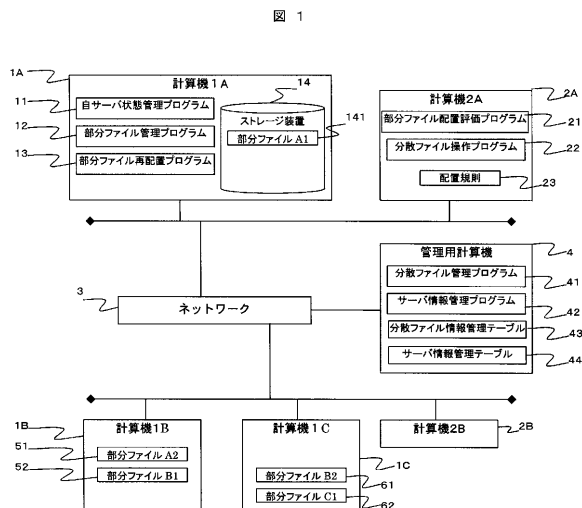 図 1
1A
計算機1A
11
自サーバ状態管理プログラム
12
部分ファイル管理プログラム
13
部分ファイル再配置プログラム
14
ストレージ装置
141
部分ファイル A1
2A
計算機2A
部分ファイル配置評価プログラム
21
分散ファイル操作プログラム
22
配置規則
23
3
ネットワーク
管理用計算機
4
分散ファイル管理プログラム
41
サーバ情報管理プログラム
42
分散ファイル情報管理テーブル
43
サーバ情報管理テーブル
44
1B
計算機1B
51
部分ファイル A2
52
部分ファイル B1
計算機1C
1C
部分ファイル B2
61
部分ファイル C1
62
計算機2B
2B